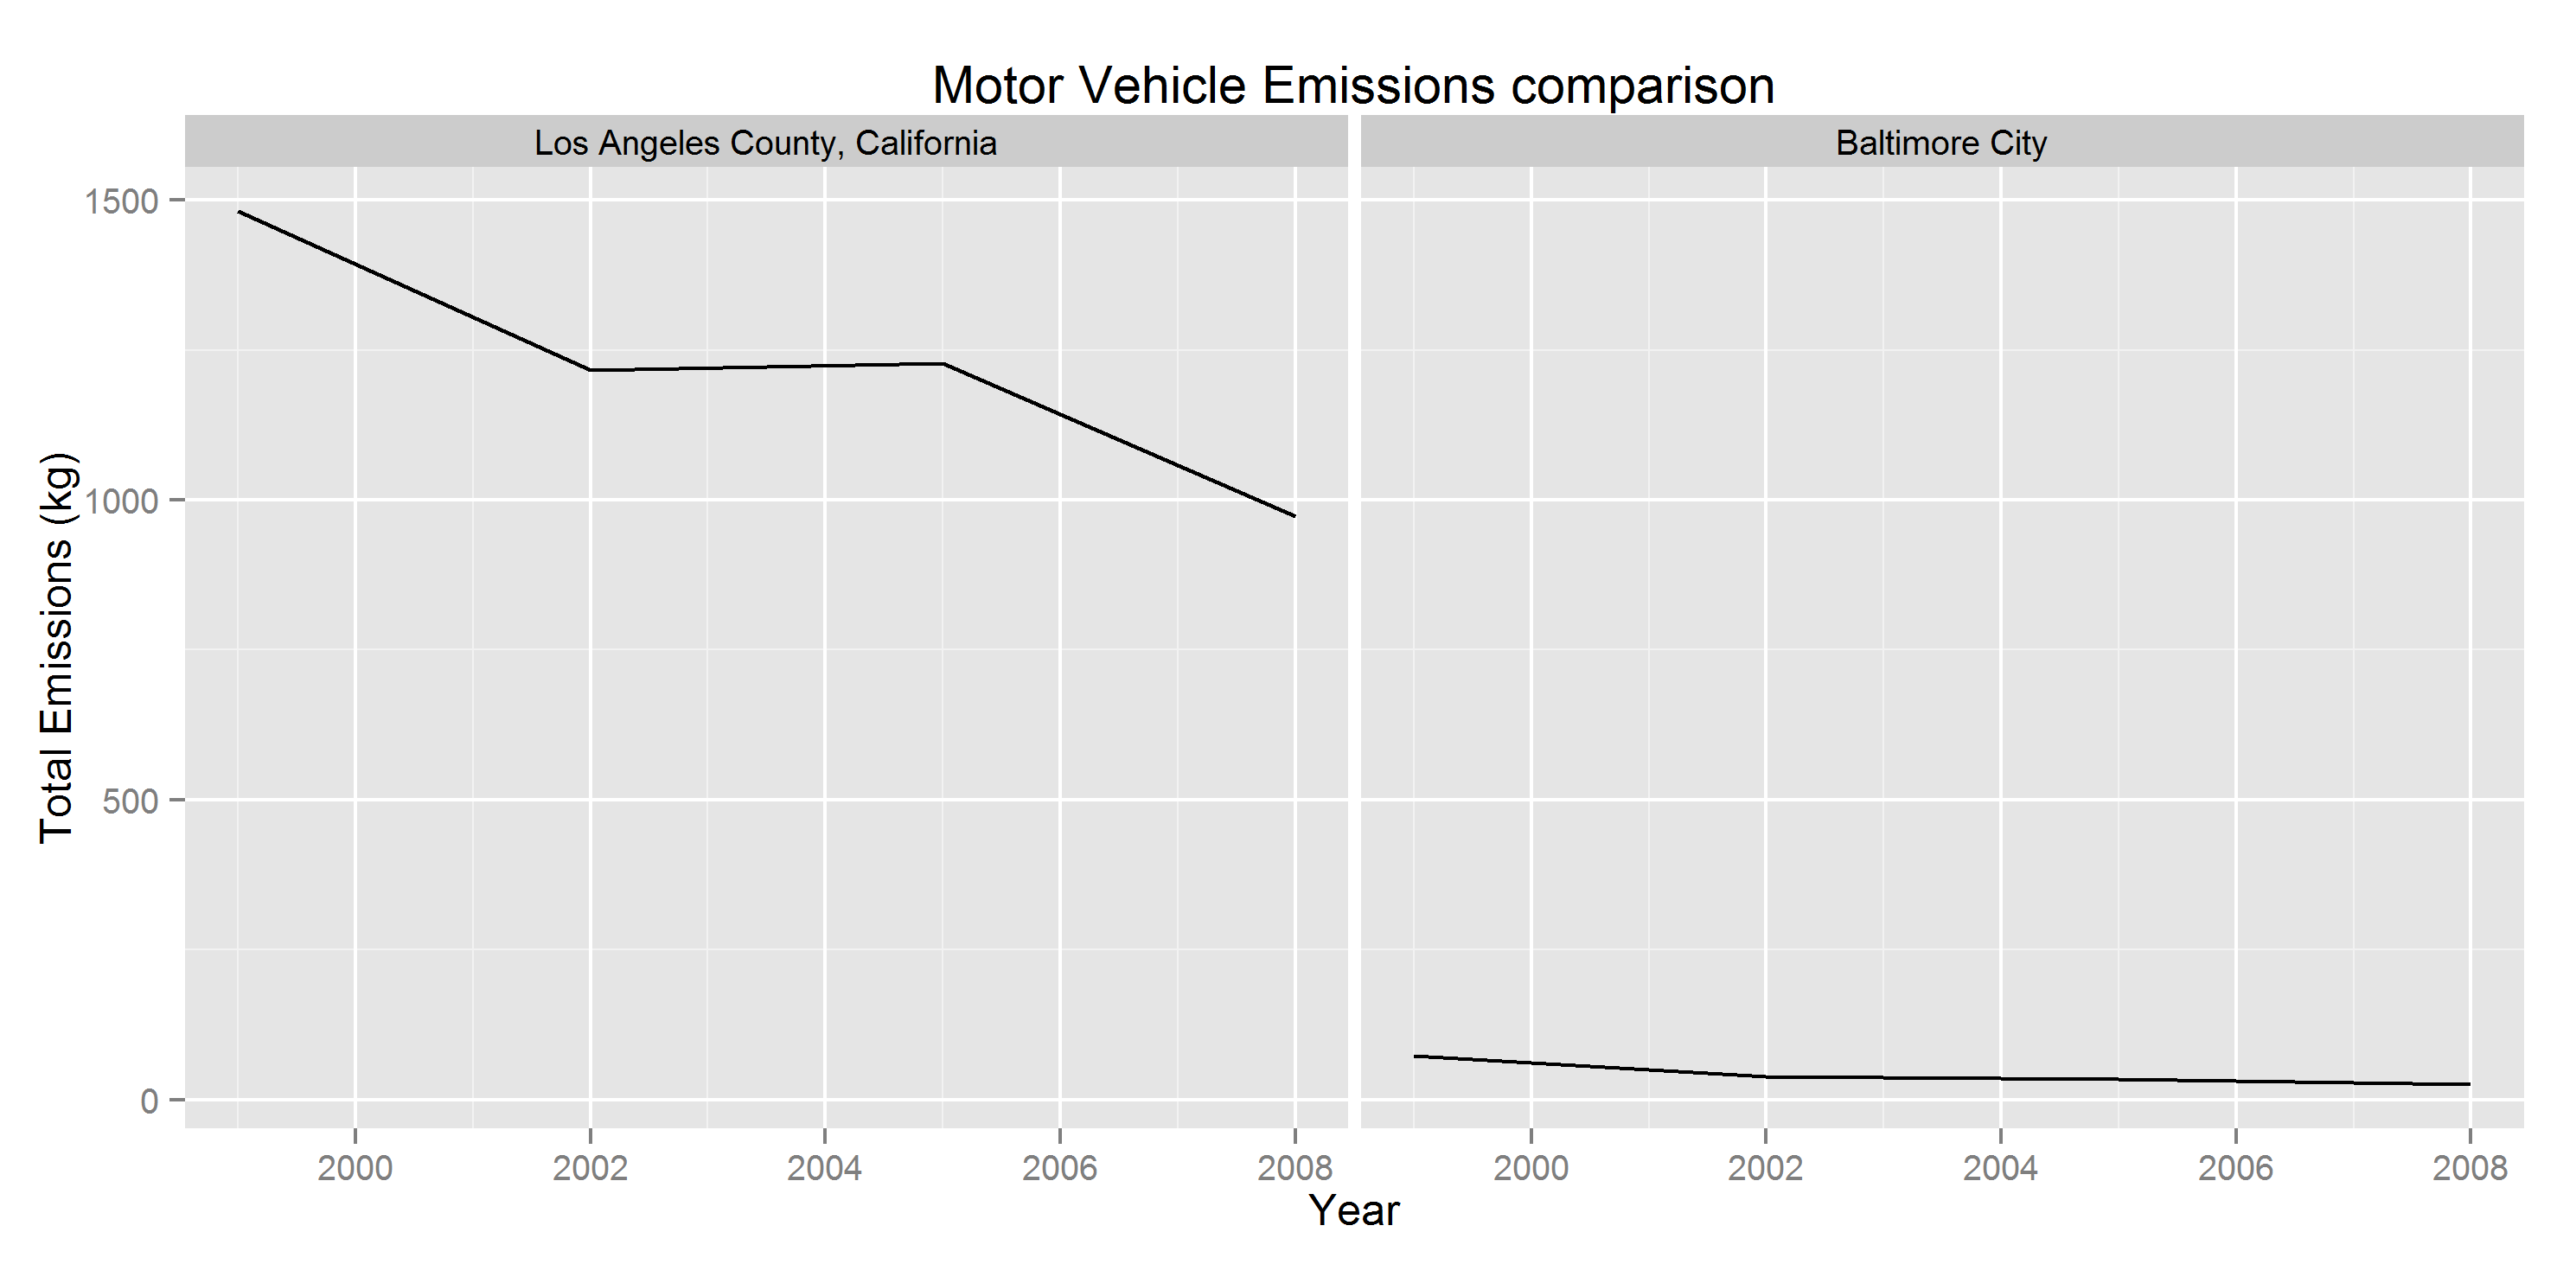 Motor Vehicle Emissions comparison
Los Angeles County, California
Baltimore City
Total Emissions (kg)
1500
1000
500
0
2000 2002 2004 2006 2008
2000 2002 2004 2006 2008
Year